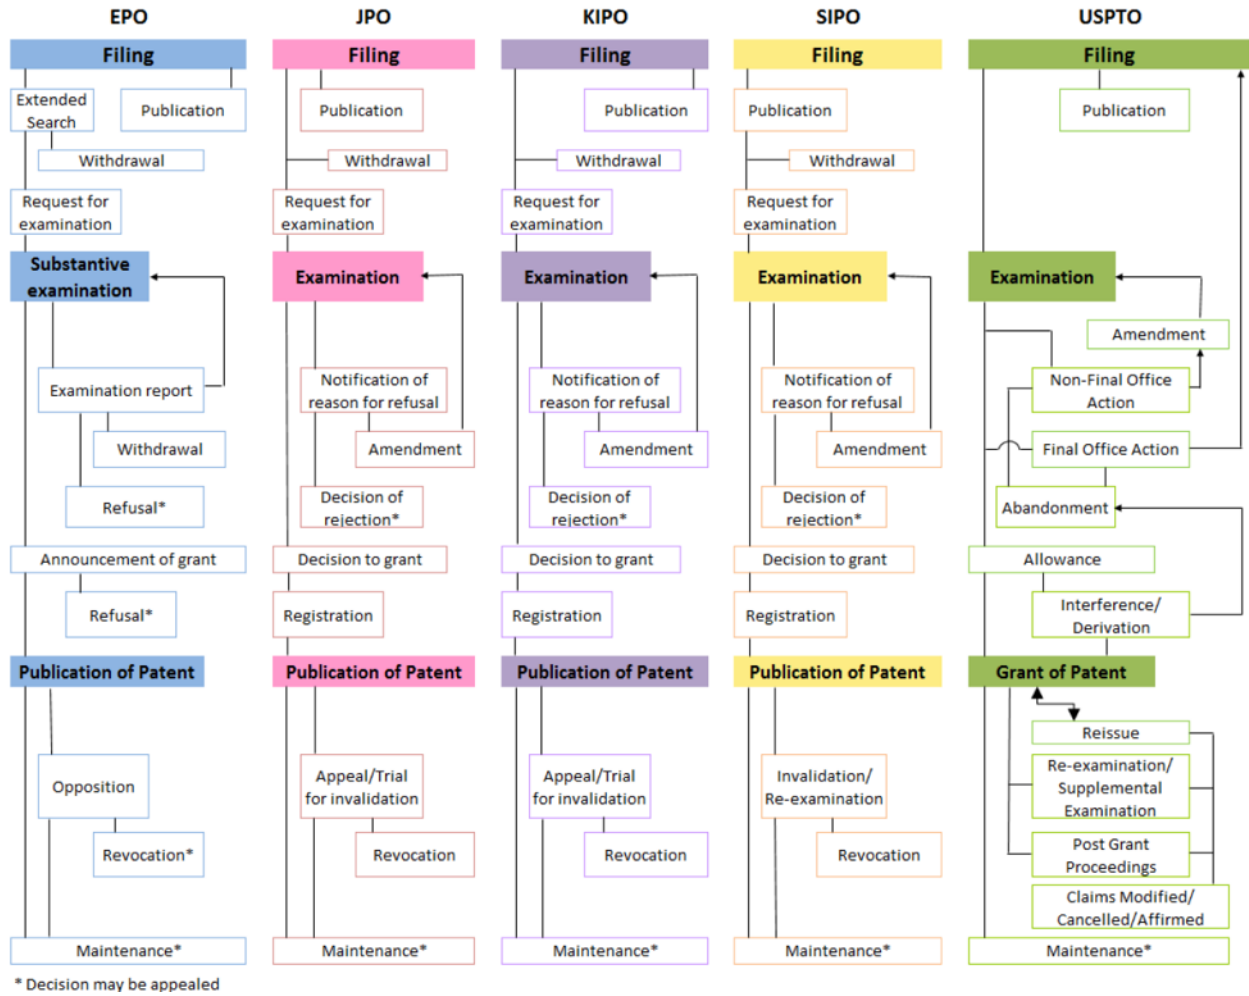 EPO
JPO
KIPO
SIPO
USPTO
Filing
Filing
Filing
Filing
Filing
Extended
Search
Publication
Publication
Publication
Publication
Publication
Withdrawal
Withdrawal
Withdrawal
Withdrawal
Request for
examination
Request for
examination
Request for
examination
Request for
examination
Substantive
examination
Examination
Examination
Examination
Examination
Amendment
Examination report
Notification of
reason for refusal
Notification of
reason for refusal
Notification of
reason for refusal
Non-Final Office
Action
Withdrawal
Amendment
Amendment
Amendment
Final Office Action
Refusal*
Decision of
rejection*
Decision of
rejection*
Decision of
rejection*
Abandonment
Announcement of grant
Decision to grant
Decision to grant
Decision to grant
Allowance
Refusal*
Registration
Registration
Registration
Interference/
Derivation
Publication of Patent
Publication of Patent
Publication of Patent
Publication of Patent
Grant of Patent
Reissue
Opposition
Appeal/Trial
for invalidation
Appeal/Trial
for invalidation
Invalidation/
Re-examination
Re-examination/
Supplemental
Examination
Revocation*
Revocation
Revocation
Revocation
Post Grant
Proceedings
Claims Modified/
Cancelled/Affirmed
Maintenance*
Maintenance*
Maintenance*
Maintenance*
Maintenance*
* Decision may be appealed